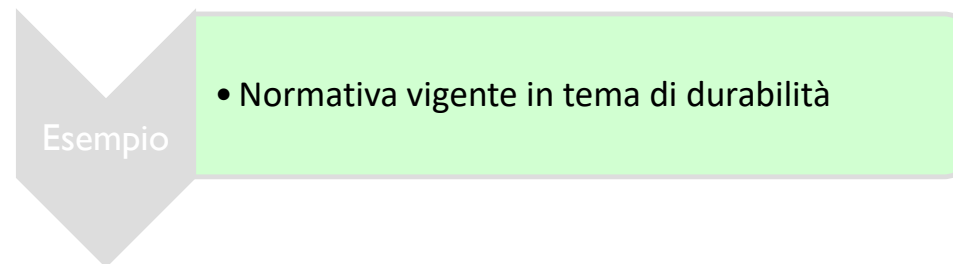 Esempio
• Normativa vigente in tema di durabilità